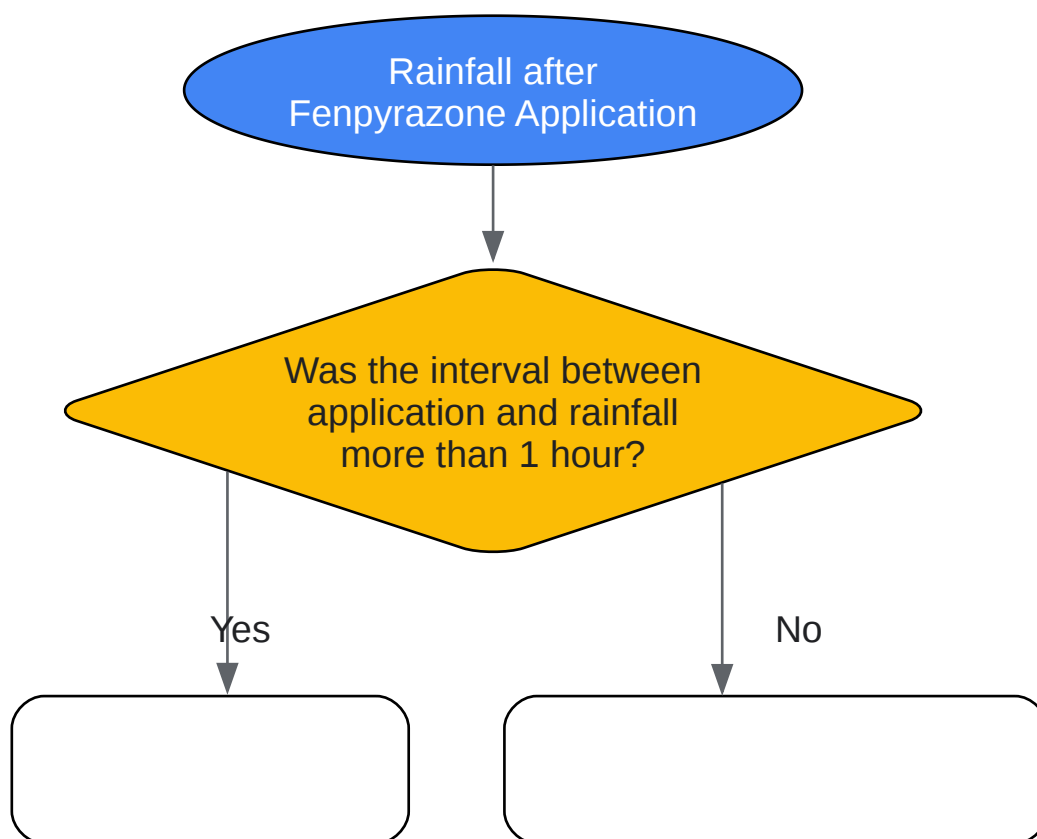 Rainfall after
Fenpyrazone Application
Was the interval between
application and rainfall
more than 1 hour?
Yes
No